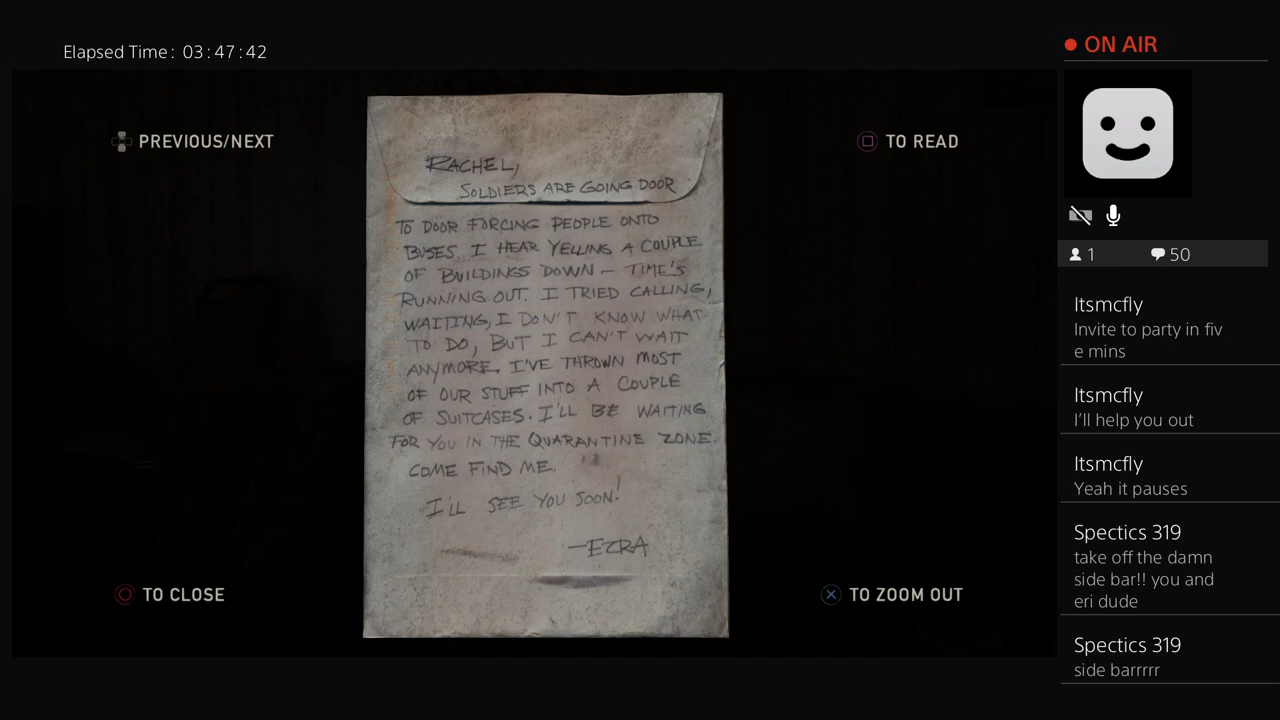 Elapsed Time: 03:47:42
PREVIOUS/NEXT
TO READ
RACHEL,
SOLDIERS ARE GOING DOOR
TO DOOR FORCING PEOPLE ONTO
BUSES. I HEAR YELLING A COUPLE
OF BUILDINGS DOWN – TIME'S
RUNNING OUT. I TRIED CALLING,
WAITING, I DON'T KNOW WHAT
TO DO, BUT I CAN'T WAIT
ANYMORE. I'VE THROWN MOST
OF OUR STUFF INTO A COUPLE
OF SUITCASES. I'LL BE WAITING
FOR YOU IN THE QUARANTINE ZONE.
COME FIND ME.
I'LL SEE YOU SOON!
—EZRA
TO CLOSE
TO ZOOM OUT
ON AIR
1
50
Itsmcfly
Invite to party in fiv
e mins
Itsmcfly
I'll help you out
Itsmcfly
Yeah it pauses
Spectics 319
take off the damn
side bar!! you and
eri dude
Spectics 319
side barrrrr